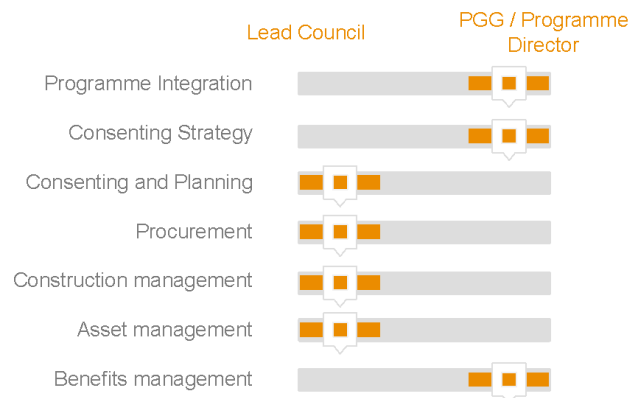 Lead Council
PGG / Programme
Director
Programme Integration
Consenting Strategy
Consenting and Planning
Procurement
Construction management
Asset management
Benefits management